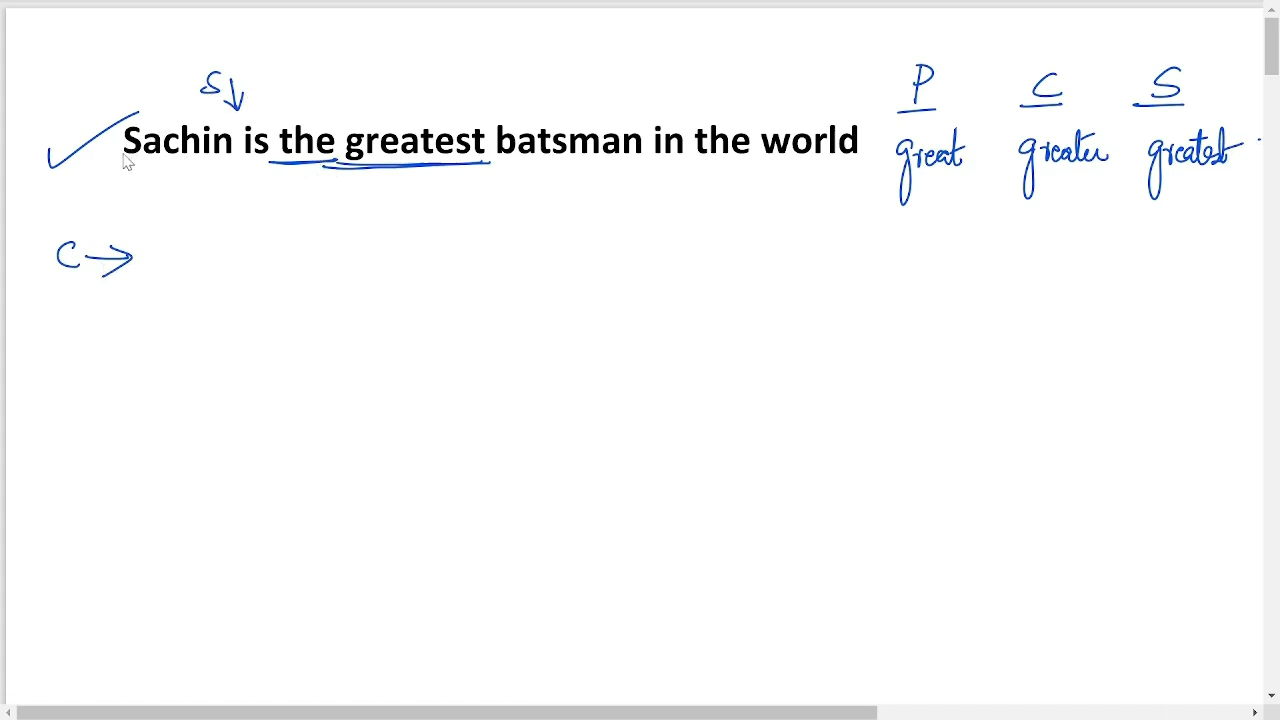 S↓ P C S
Sachin is the greatest batsman in the world
great greater greatest
C →